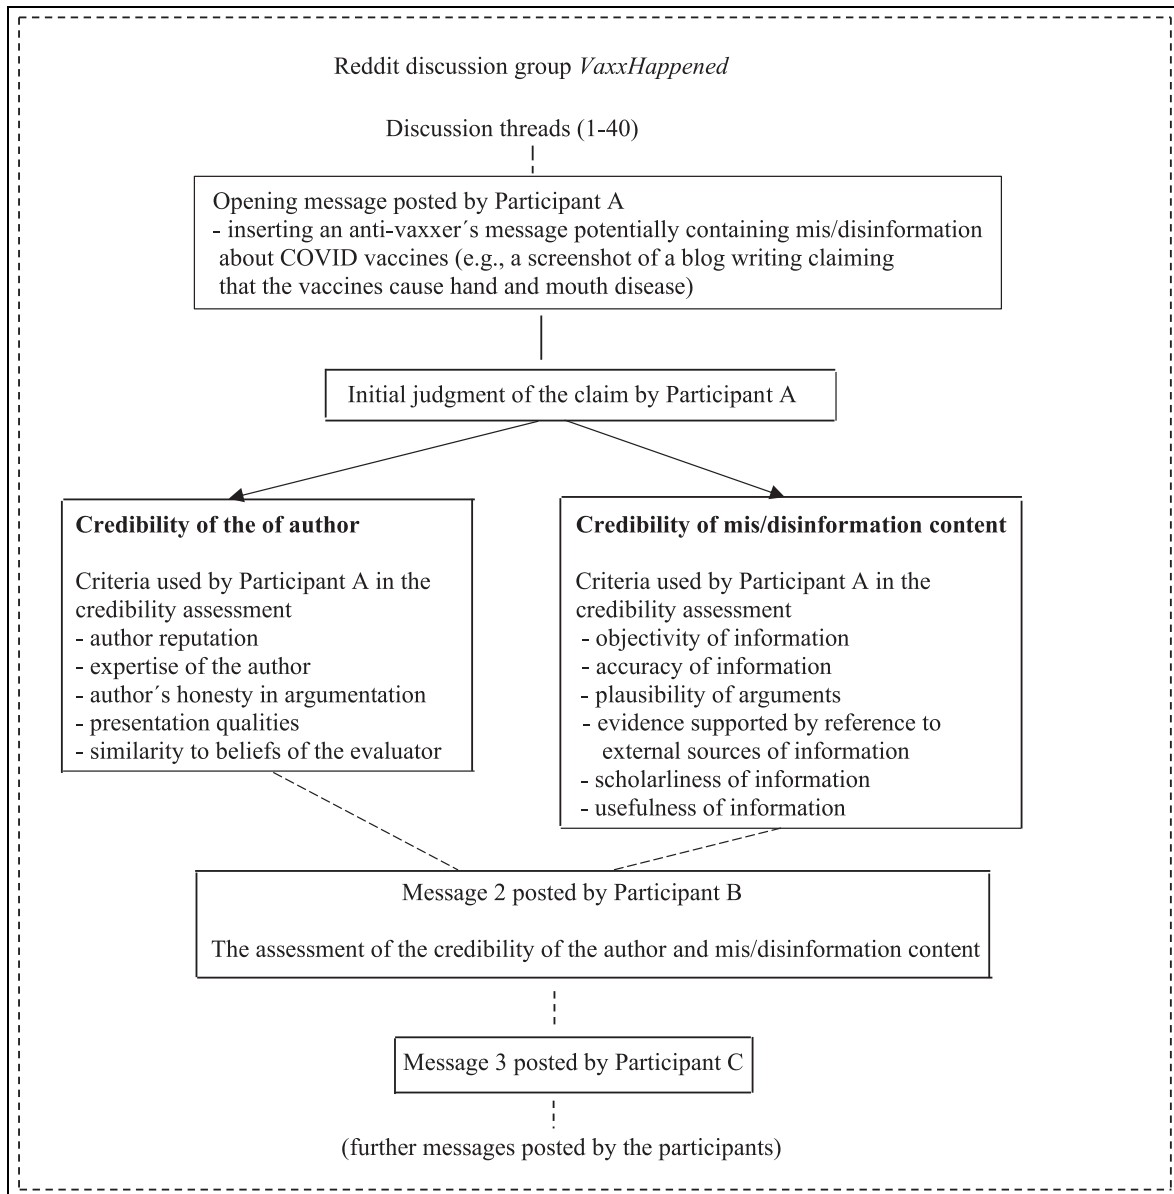 Reddit discussion group VaxxHappened
Discussion threads (1-40)
Opening message posted by Participant A
- inserting an anti-vaxxer´s message potentially containing mis/disinformation
about COVID vaccines (e.g., a screenshot of a blog writing claiming
that the vaccines cause hand and mouth disease)
Initial judgment of the claim by Participant A
Credibility of the of author
Criteria used by Participant A in the
credibility assessment
- author reputation
- expertise of the author
- author´s honesty in argumentation
- presentation qualities
- similarity to beliefs of the evaluator
Credibility of mis/disinformation content
Criteria used by Participant A in the
credibility assessment
- objectivity of information
- accuracy of information
- plausibility of arguments
- evidence supported by reference to
external sources of information
- scholarliness of information
- usefulness of information
Message 2 posted by Participant B
The assessment of the credibility of the author and mis/disinformation content
Message 3 posted by Participant C
(further messages posted by the participants)